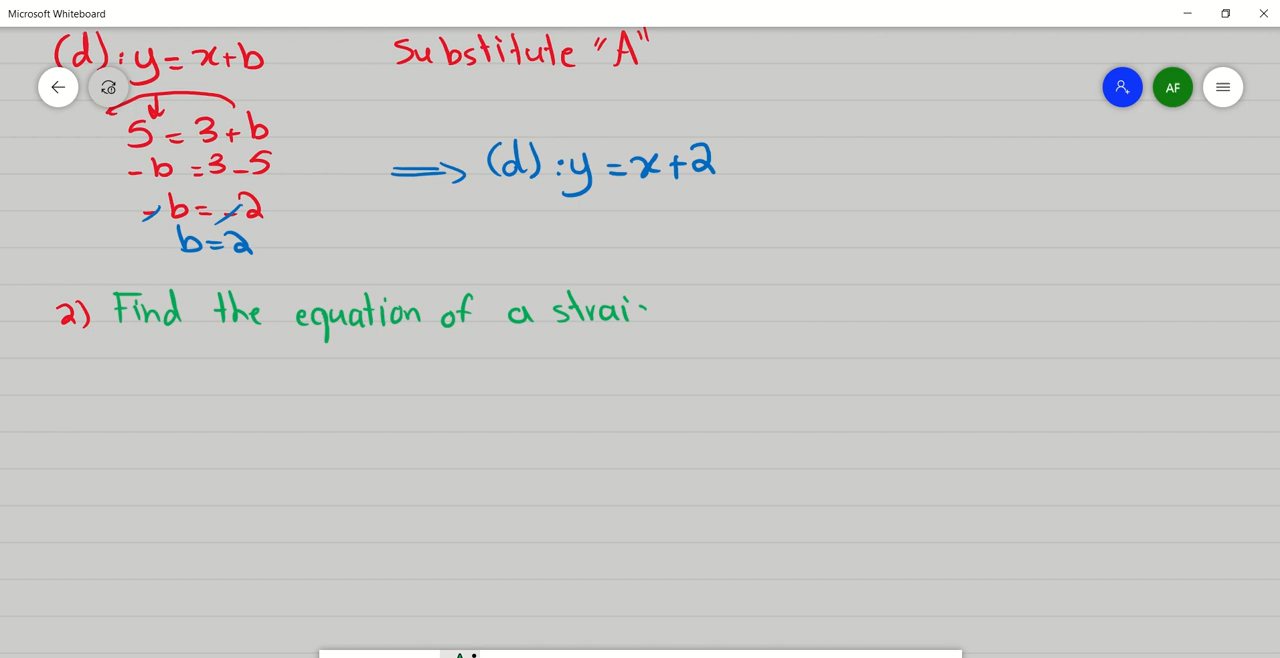 Microsoft Whiteboard
(d): y = x+b
Substitute "A"
AF
5 = 3 + b
- b = 3 - 5
- b = - 2
b = 2
⟹ (d) : y = x + 2
2) Find the equation of a strai